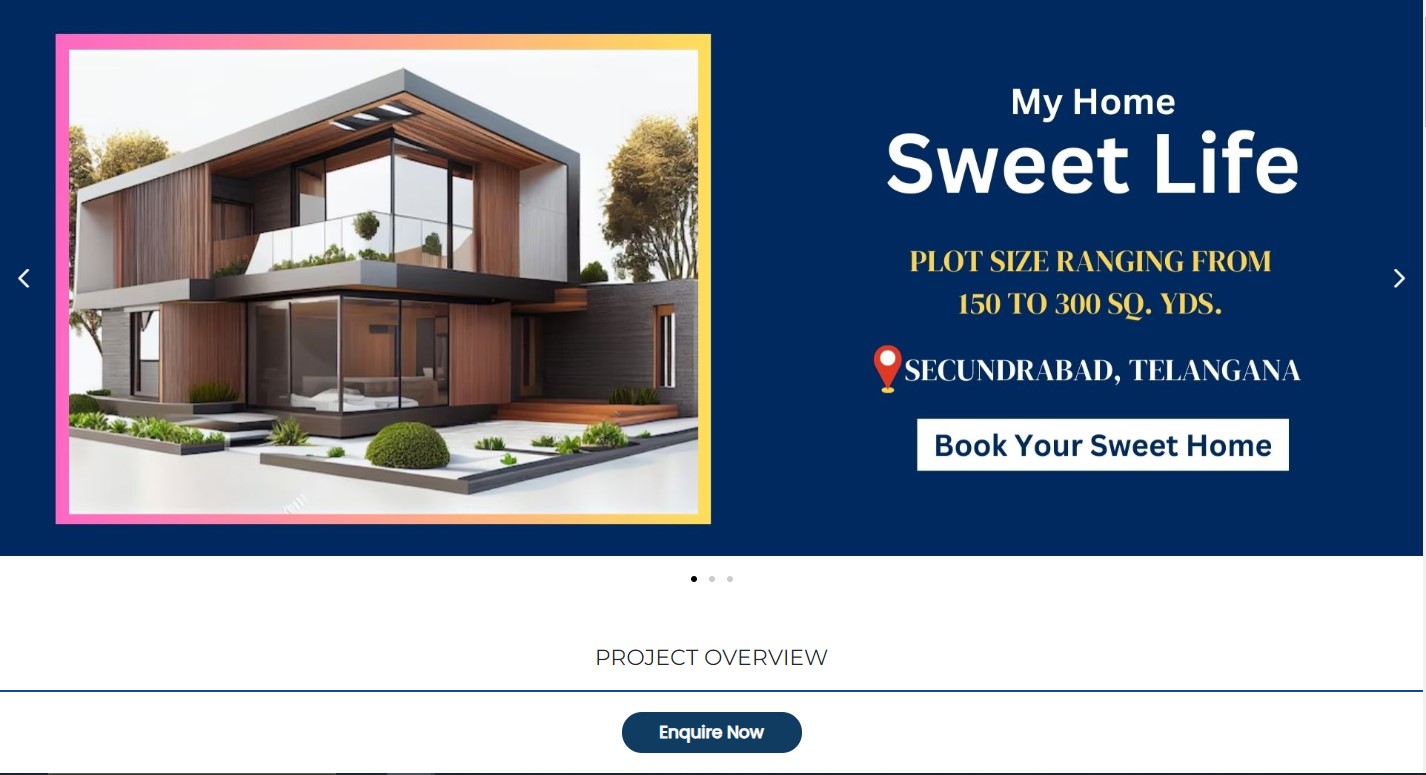 My Home
Sweet Life
PLOT SIZE RANGING FROM
150 TO 300 SQ. YDS.
SECUNDRABAD, TELANGANA
Book Your Sweet Home
PROJECT OVERVIEW
Enquire Now